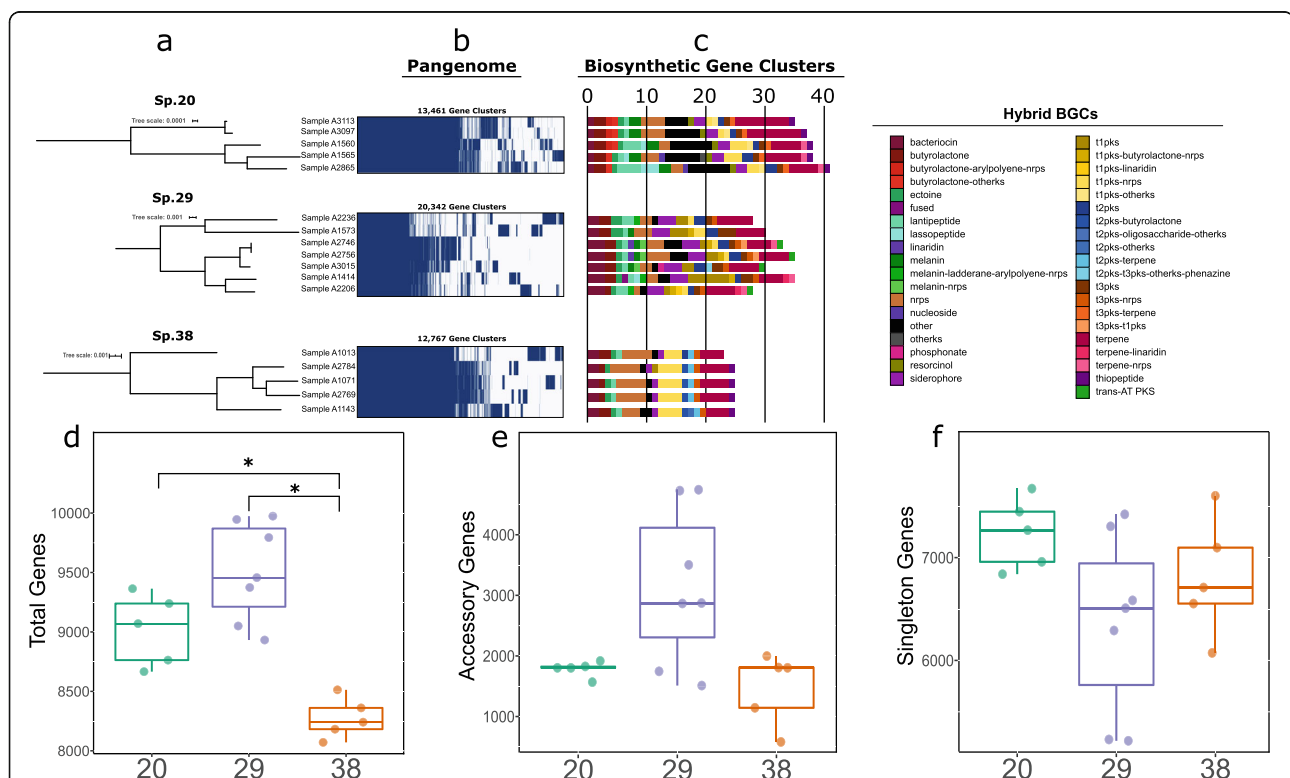 a
b
c
Pangenome
Biosynthetic Gene Clusters
0 10 20 30 40
Hybrid BGCs
Sp.20
Tree scale: 0.0001
13,461 Gene Clusters
Sample A3113
Sample A3097
Sample A1560
Sample A1565
Sample A2865
Sp.29
Tree scale: 0.001
20,342 Gene Clusters
Sample A2236
Sample A1573
Sample A2746
Sample A2756
Sample A3015
Sample A1414
Sample A2206
Sp.38
Tree scale: 0.001
12,767 Gene Clusters
Sample A1013
Sample A2784
Sample A1071
Sample A2769
Sample A1143
bacteriocin
butyrolactone
butyrolactone-arylpolyene-nrps
butyrolactone-otherks
ectoine
fused
lantipeptide
lassopeptide
linaridin
melanin
melanin-ladderane-arylpolyene-nrps
melanin-nrps
nrps
nucleoside
other
otherks
phosphonate
resorcinol
siderophore
t1pks
t1pks-butyrolactone-nrps
t1pks-linaridin
t1pks-nrps
t1pks-otherks
t2pks
t2pks-butyrolactone
t2pks-oligosaccharide-otherks
t2pks-otherks
t2pks-terpene
t2pks-t3pks-otherks-phenazine
t3pks
t3pks-nrps
t3pks-terpene
t3pks-t1pks
terpene
terpene-linaridin
terpene-nrps
thiopeptide
trans-AT PKS
d
* *
Total Genes
10000
9500
9000
8500
8000
20 29 38
e
Accessory Genes
4000
3000
2000
1000
20 29 38
f
Singleton Genes
7000
6000
20 29 38